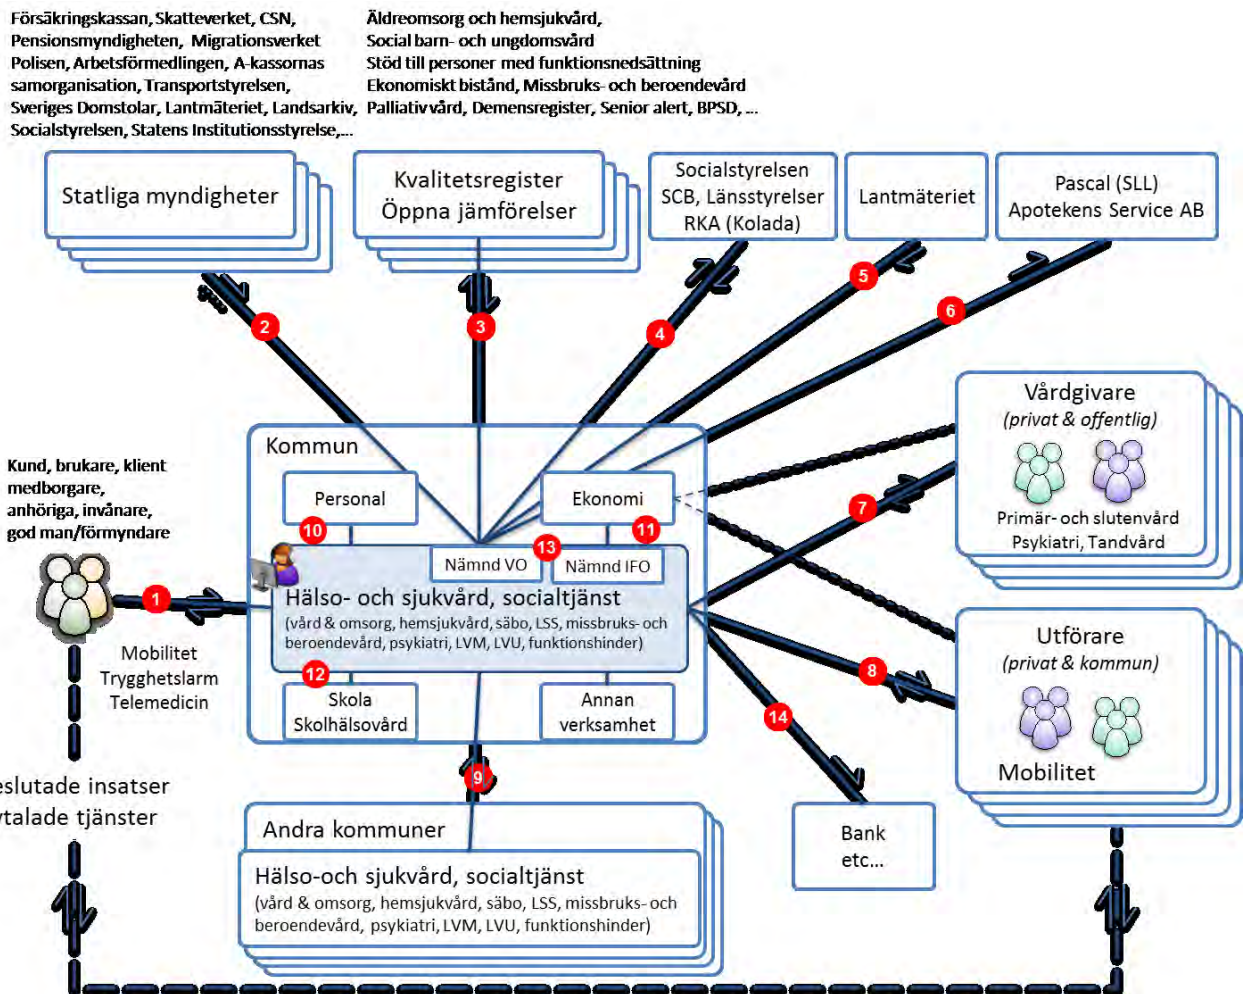 Försäkringskassan, Skatteverket, CSN,
Pensionsmyndigheten, Migrationsverket
Polisen, Arbetsförmedlingen, A-kassornas
samorganisation, Transportstyrelsen,
Sveriges Domstolar, Lantmäteriet, Landsarkiv,
Socialstyrelsen, Statens Institutionsstyrelse,...
Äldreomsorg och hemsjukvård,
Social barn- och ungdomsvård
Stöd till personer med funktionsnedsättning
Ekonomiskt bistånd, Missbruks- och beroendevård
Palliativ vård, Demensregister, Senior alert, BPSD, ...
Statliga myndigheter
Kvalitetsregister
Öppna jämförelser
Socialstyrelsen
SCB, Länsstyrelser
RKA (Kolada)
Lantmäteriet
Pascal (SLL)
Apotekens Service AB
2
3
4
5
6
Kommun
Personal
Ekonomi
10
11
13
Nämnd VO
Nämnd IFO
Hälso- och sjukvård, socialtjänst
(vård & omsorg, hemsjukvård, säbo, LSS, missbruks- och
beroendevård, psykiatri, LVM, LVU, funktionshinder)
12
Skola
Skolhälsovård
Annan
verksamhet
Kund, brukare, klient
medborgare,
anhöriga, invånare,
god man/förmyndare
1
Mobilitet
Trygghetslarm
Telemedicin
Vårdgivare
(privat & offentlig)
Primär- och slutenvård
Psykiatri, Tandvård
7
8
14
9
Utförare
(privat & kommun)
Mobilitet
eslutade insatser
vtalade tjänster
Andra kommuner
Hälso-och sjukvård, socialtjänst
(vård & omsorg, hemsjukvård, säbo, LSS, missbruks- och
beroendevård, psykiatri, LVM, LVU, funktionshinder)
Bank
etc...